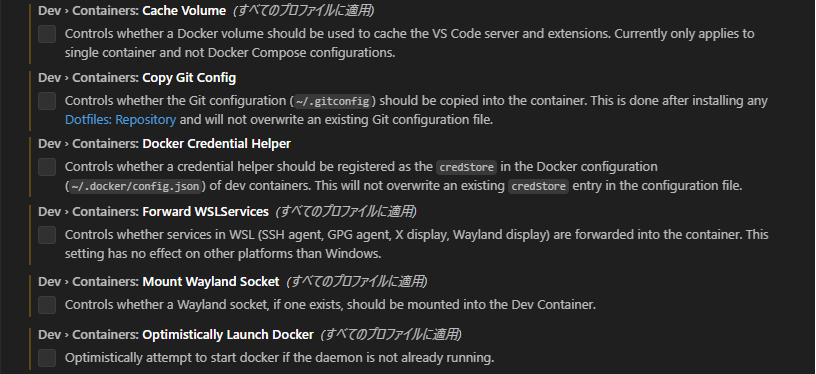 Dev › Containers: Cache Volume (すべてのプロファイルに適用)
Controls whether a Docker volume should be used to cache the VS Code server and extensions. Currently only applies to
single container and not Docker Compose configurations.
Dev › Containers: Copy Git Config
Controls whether the Git configuration (~/.gitconfig) should be copied into the container. This is done after installing any
Dotfiles: Repository and will not overwrite an existing Git configuration file.
Dev › Containers: Docker Credential Helper
Controls whether a credential helper should be registered as the credStore in the Docker configuration
(~/.docker/config.json) of dev containers. This will not overwrite an existing credStore entry in the configuration file.
Dev › Containers: Forward WSLServices (すべてのプロファイルに適用)
Controls whether services in WSL (SSH agent, GPG agent, X display, Wayland display) are forwarded into the container. This
setting has no effect on other platforms than Windows.
Dev › Containers: Mount Wayland Socket (すべてのプロファイルに適用)
Controls whether a Wayland socket, if one exists, should be mounted into the Dev Container.
Dev › Containers: Optimistically Launch Docker (すべてのプロファイルに適用)
Optimistically attempt to start docker if the daemon is not already running.